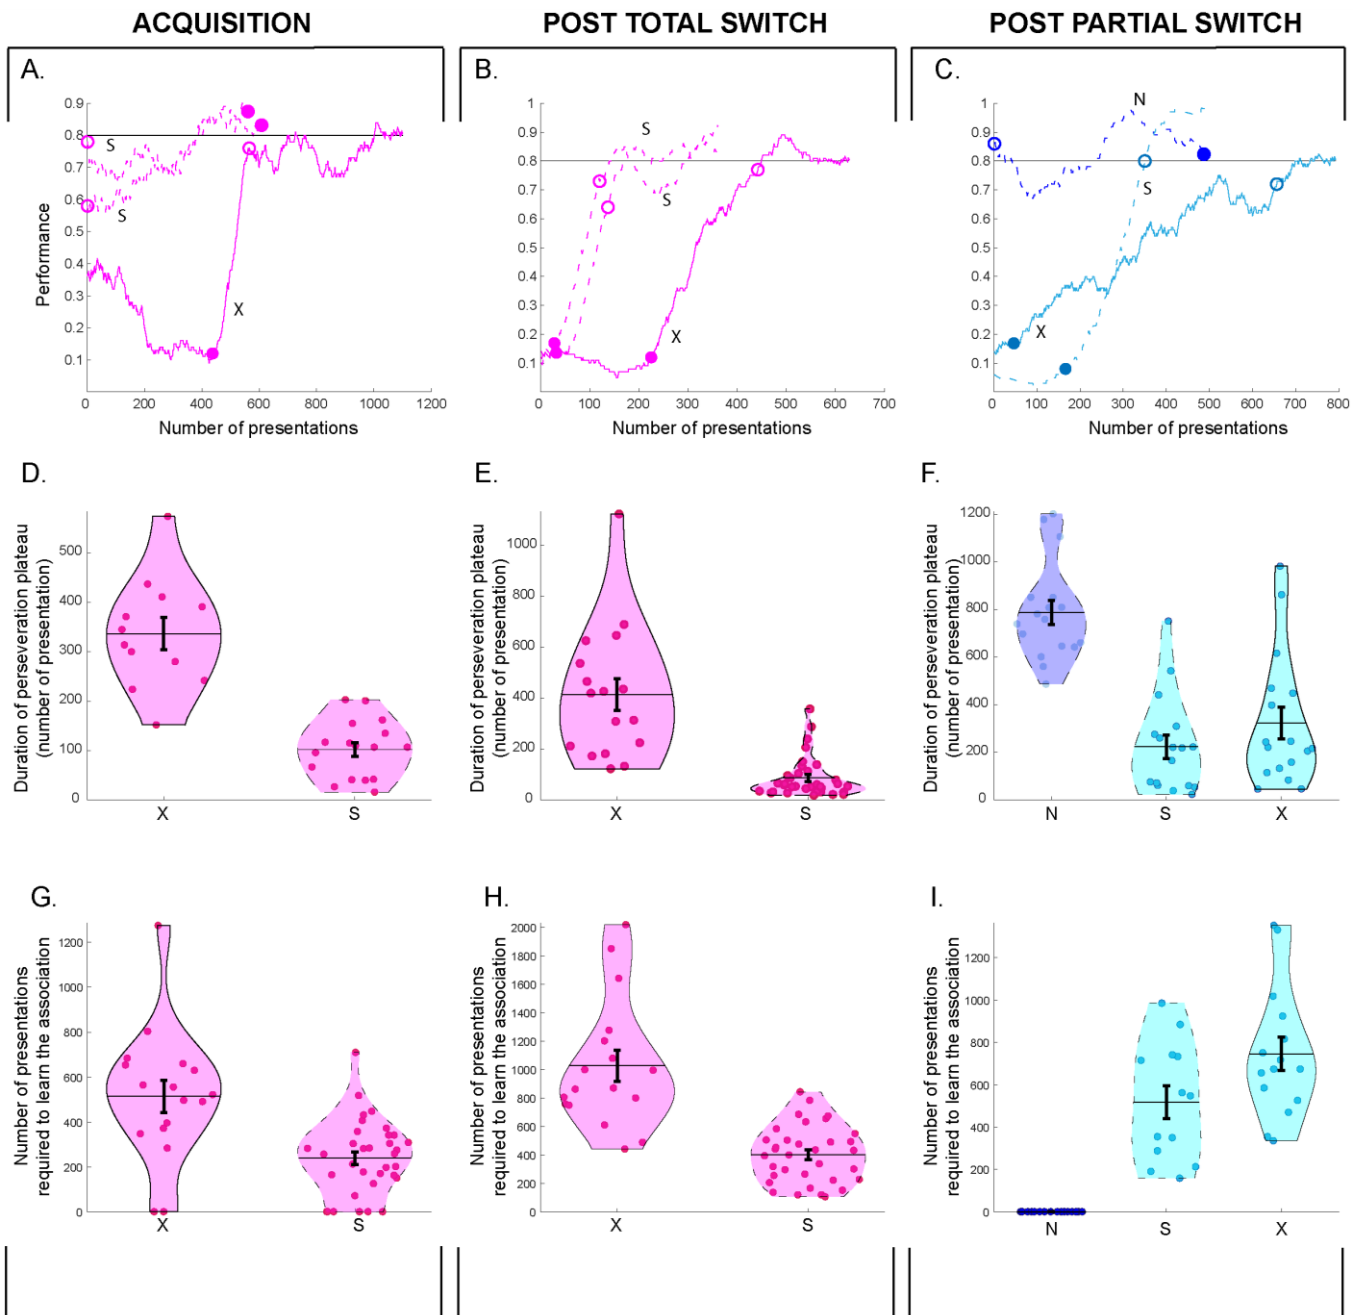 ACQUISITION
POST TOTAL SWITCH
POST PARTIAL SWITCH
A.
0.9
0.8
0.7
0.6
0.5
0.4
0.3
0.2
0.1
Performance
S
S
X
0
200
400
600
800
1000
1200
Number of presentations
B.
1
0.9
0.8
0.7
0.6
0.5
0.4
0.3
0.2
0.1
0
S
S
X
0
100
200
300
400
500
600
700
Number of presentations
C.
1
0.9
0.8
0.7
0.6
0.5
0.4
0.3
0.2
0.1
0
N
S
X
0
100
200
300
400
500
600
700
800
Number of presentations
D.
Duration of perseveration plateau
(number of presentation)
500
400
300
200
100
0
X
S
E.
Duration of perseveration plateau
(number of presentation)
1000
800
600
400
200
0
X
S
F.
Duration of perseveration plateau
(number of presentation)
1200
1000
800
600
400
200
0
N
S
X
G.
Number of presentations
required to learn the association
1200
1000
800
600
400
200
0
X
S
H.
Number of presentations
required to learn the association
2000
1800
1600
1400
1200
1000
800
600
400
200
0
X
S
I.
Number of presentations
required to learn the association
1200
1000
800
600
400
200
0
N
S
X